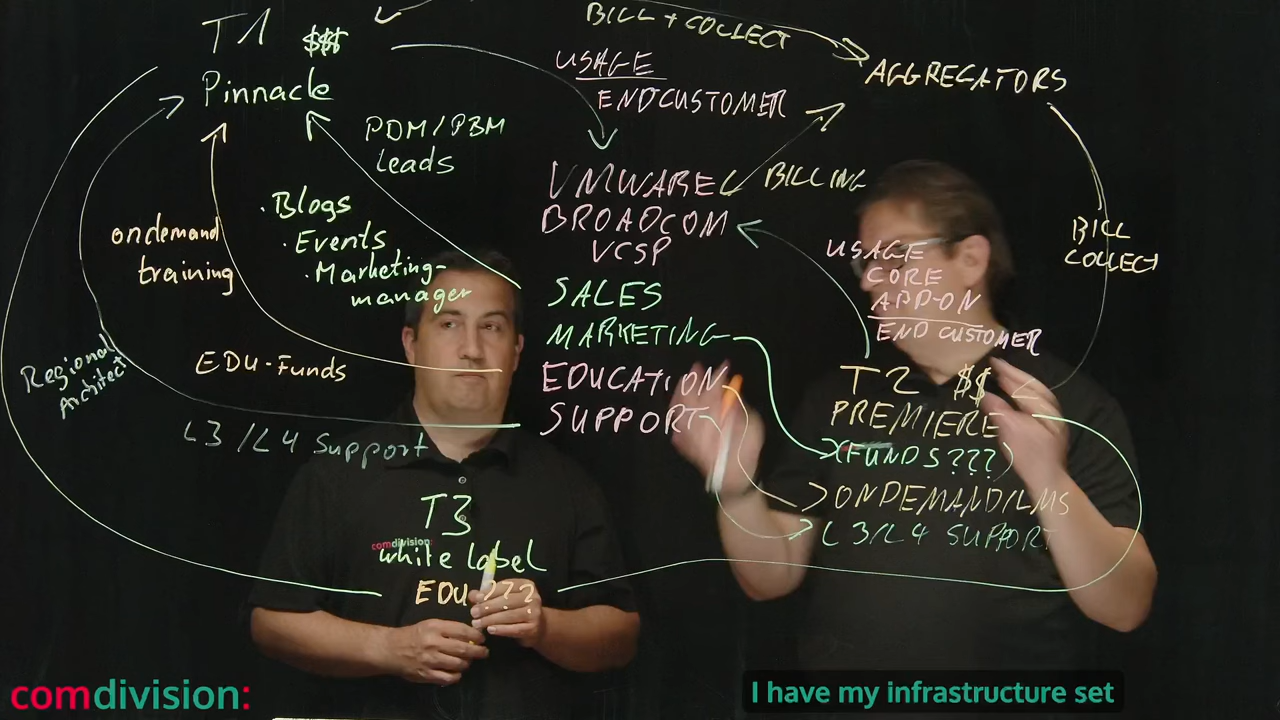 T1 $$$
Pinnacle
BILL + COLLECT
USAGE
ENDCUSTOMER
AGGREGATORS
PDM/PBM
Leads
• Blogs
• Events
• Marketing-
manager
ondemand
training
VMWARE
BROADCOM
VCSP
BILLING
BILL
COLLECT
USAGE
CORE
ADD-ON
END CUSTOMER
SALES
MARKETING
EDUCATION
SUPPORT
Regional
Architect
EDU-Funds
L3/L4 Support
T2 $$
PREMIERE
(FUNDS???)
ONDEMAND/LMS
L3/L4 SUPPORT
T3
comdivision:
white label
EDU ???
comdivision:
I have my infrastructure set